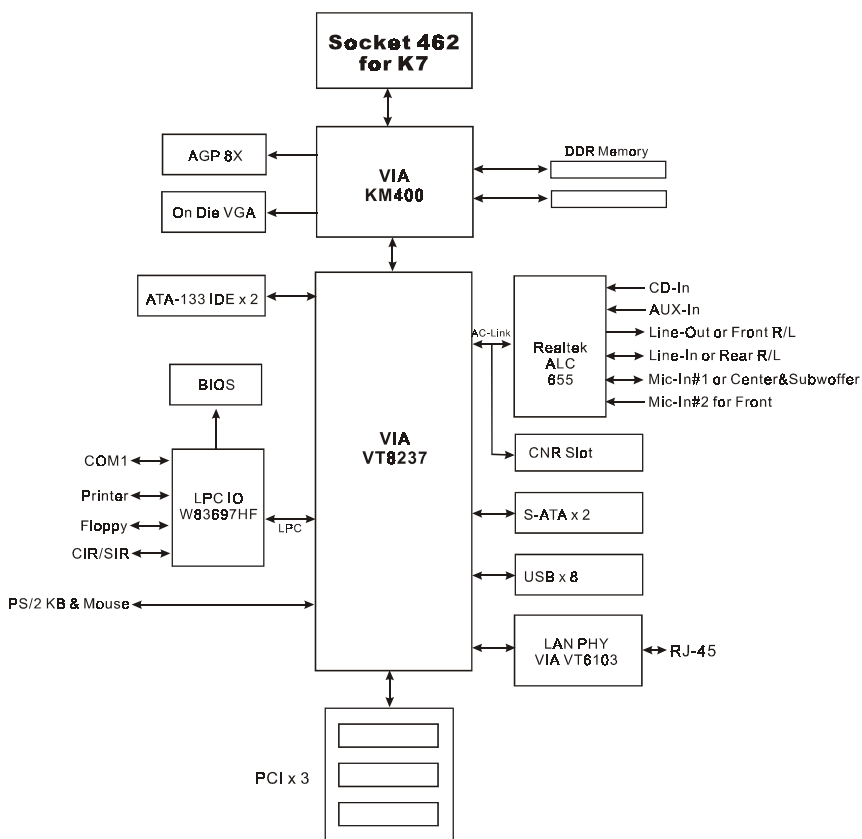 Socket 462
for K7
AGP 8X
VIA
KM400
DDR Memory
On Die VGA
ATA-133 IDE x 2
CD-In
AUX-In
AC-Link
Line-Out or Front R/L
Realtek
ALC
655
Line-In or Rear R/L
Mic-In#1 or Center&Subwoffer
Mic-In#2 for Front
BIOS
VIA
VT8237
CNR Slot
COM1
Printer
Floppy
CIR/SIR
LPC IO
W83697HF
LPC
S-ATA x 2
USB x 8
PS/2 KB & Mouse
LAN PHY
VIA VT6103
RJ-45
PCI x 3